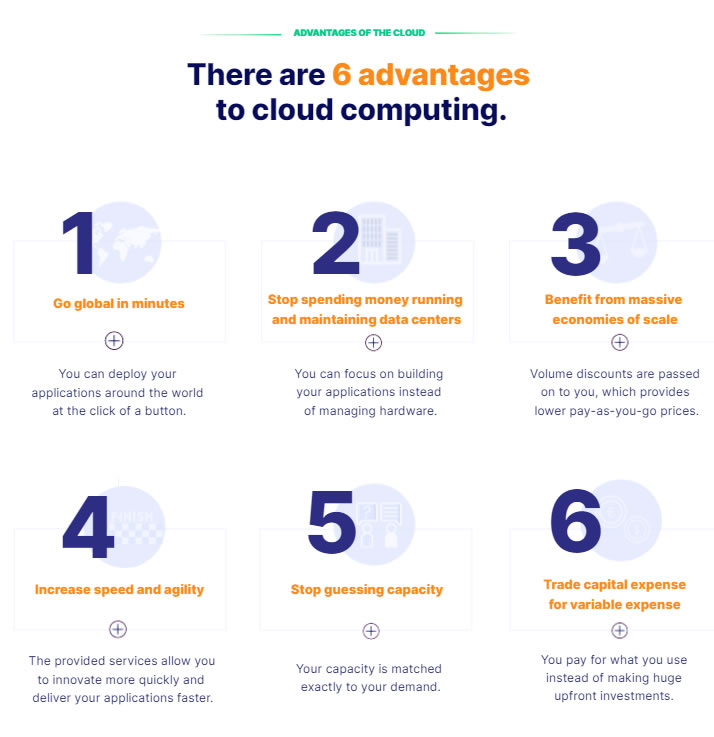 ADVANTAGES OF THE CLOUD
There are 6 advantages
to cloud computing.
1
Go global in minutes
You can deploy your
applications around the world
at the click of a button.
2
Stop spending money running
and maintaining data centers
You can focus on building
your applications instead
of managing hardware.
3
Benefit from massive
economies of scale
Volume discounts are passed
on to you, which provides
lower pay-as-you-go prices.
4
FINISH
Increase speed and agility
The provided services allow you
to innovate more quickly and
deliver your applications faster.
5
?
Stop guessing capacity
Your capacity is matched
exactly to your demand.
6
Trade capital expense
for variable expense
You pay for what you use
instead of making huge
upfront investments.